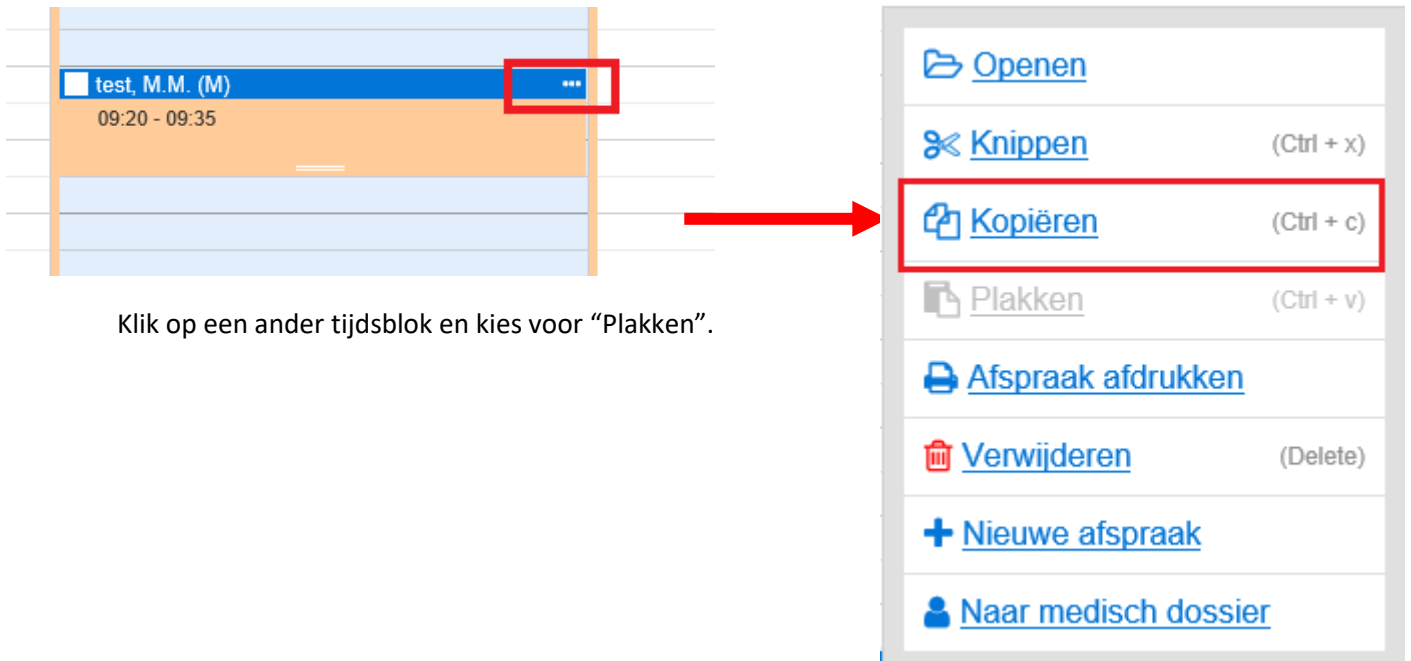 test, M.M. (M)
09:20 - 09:35
Klik op een ander tijdsblok en kies voor “Plakken”.
Openen
Knippen (Ctrl + x)
Kopiëren (Ctrl + c)
Plakken (Ctrl + v)
Afspraak afdrukken
Verwijderen (Delete)
Nieuwe afspraak
Naar medisch dossier